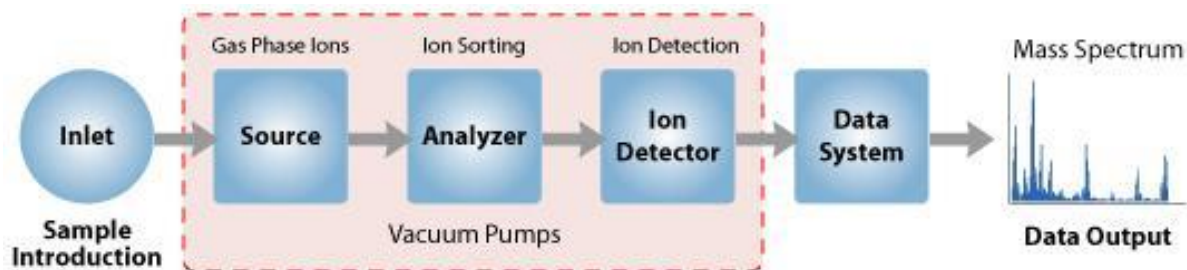 Gas Phase Ions
Ion Sorting
Ion Detection
Mass Spectrum
Inlet
Source
Analyzer
Ion
Detector
Data
System
Sample
Introduction
Vacuum Pumps
Data Output